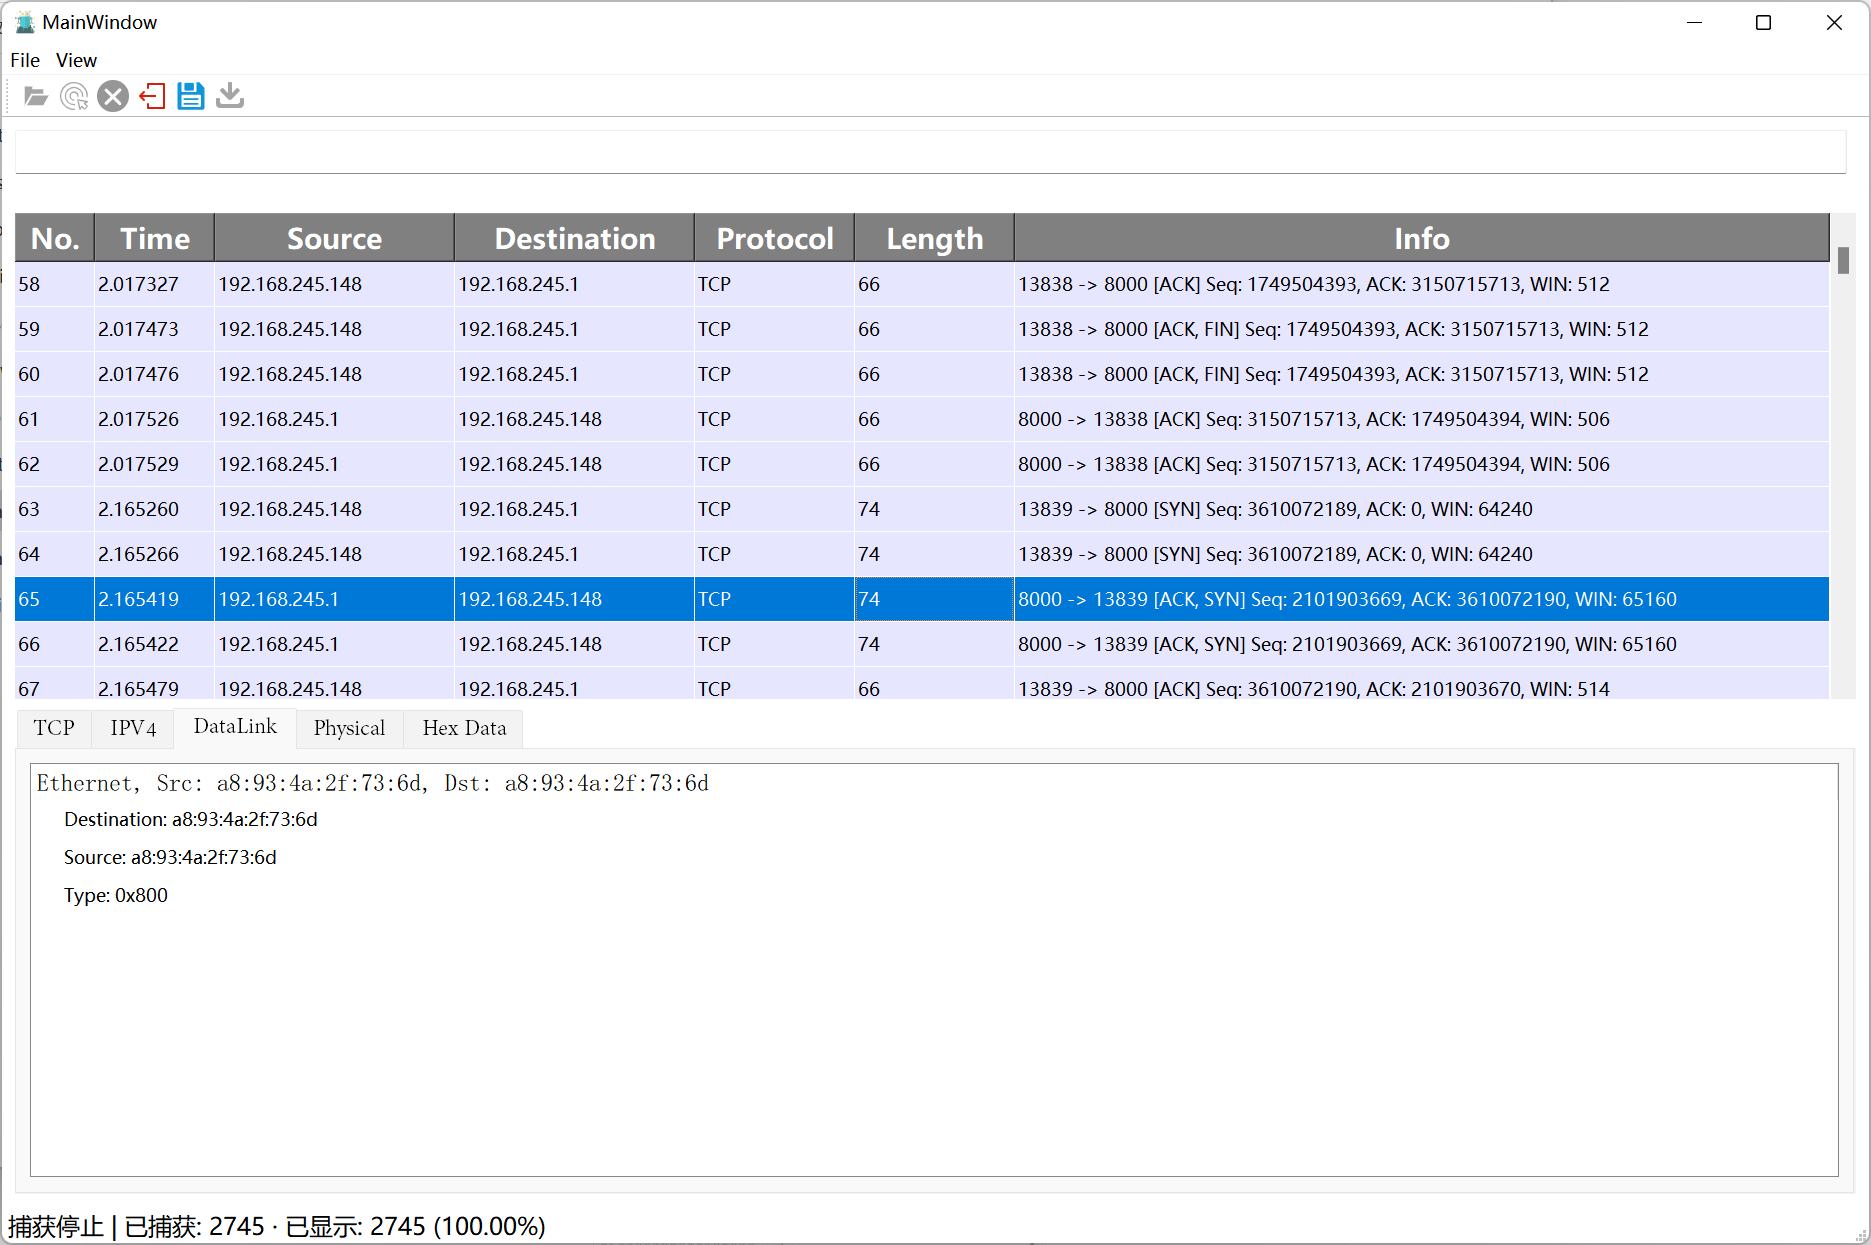 MainWindow
File View
No. Time Source Destination Protocol Length Info
58 2.017327 192.168.245.148 192.168.245.1 TCP 66 13838 -> 8000 [ACK] Seq: 1749504393, ACK: 3150715713, WIN: 512
59 2.017473 192.168.245.148 192.168.245.1 TCP 66 13838 -> 8000 [ACK, FIN] Seq: 1749504393, ACK: 3150715713, WIN: 512
60 2.017476 192.168.245.148 192.168.245.1 TCP 66 13838 -> 8000 [ACK, FIN] Seq: 1749504393, ACK: 3150715713, WIN: 512
61 2.017526 192.168.245.1 192.168.245.148 TCP 66 8000 -> 13838 [ACK] Seq: 3150715713, ACK: 1749504394, WIN: 506
62 2.017529 192.168.245.1 192.168.245.148 TCP 66 8000 -> 13838 [ACK] Seq: 3150715713, ACK: 1749504394, WIN: 506
63 2.165260 192.168.245.148 192.168.245.1 TCP 74 13839 -> 8000 [SYN] Seq: 3610072189, ACK: 0, WIN: 64240
64 2.165266 192.168.245.148 192.168.245.1 TCP 74 13839 -> 8000 [SYN] Seq: 3610072189, ACK: 0, WIN: 64240
65 2.165419 192.168.245.1 192.168.245.148 TCP 74 8000 -> 13839 [ACK, SYN] Seq: 2101903669, ACK: 3610072190, WIN: 65160
66 2.165422 192.168.245.1 192.168.245.148 TCP 74 8000 -> 13839 [ACK, SYN] Seq: 2101903669, ACK: 3610072190, WIN: 65160
67 2.165479 192.168.245.148 192.168.245.1 TCP 66 13839 -> 8000 [ACK] Seq: 3610072190, ACK: 2101903670, WIN: 514
TCP IPV4 DataLink Physical Hex Data
Ethernet, Src: a8:93:4a:2f:73:6d, Dst: a8:93:4a:2f:73:6d
Destination: a8:93:4a:2f:73:6d
Source: a8:93:4a:2f:73:6d
Type: 0x800
捕获停止 | 已捕获: 2745 · 已显示: 2745 (100.00%)